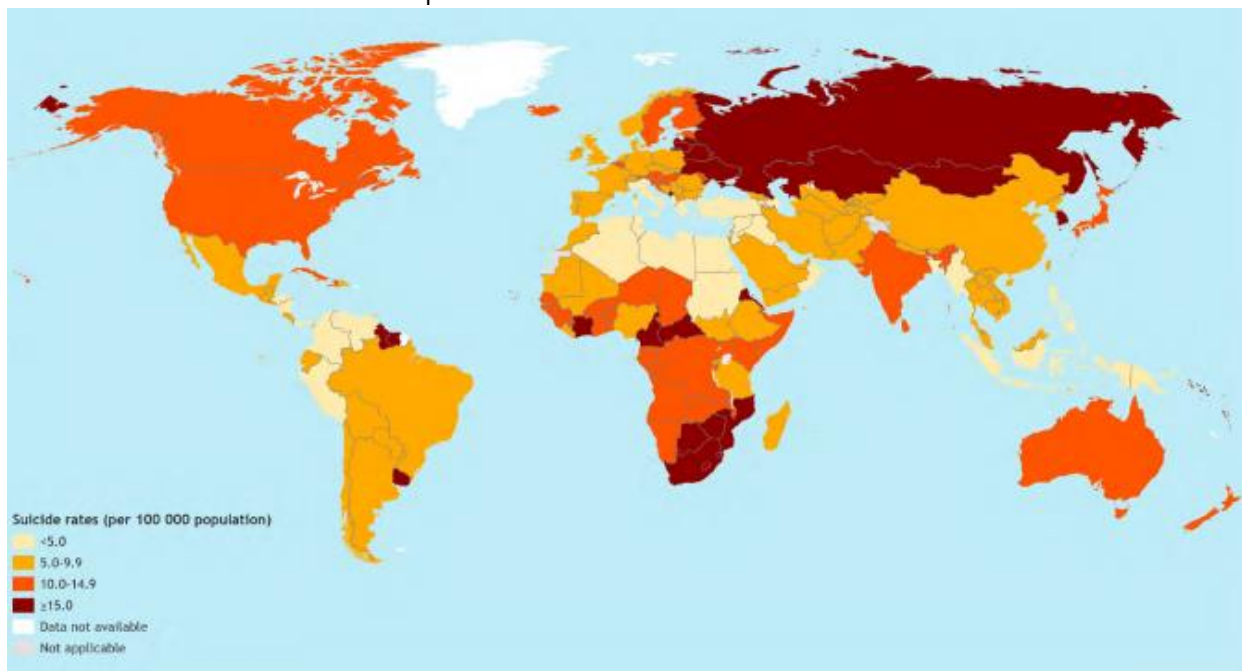 Suicide rates (per 100 000 population)
<5.0
5.0-9.9
10.0-14.9
≥15.0
Data not available
Not applicable